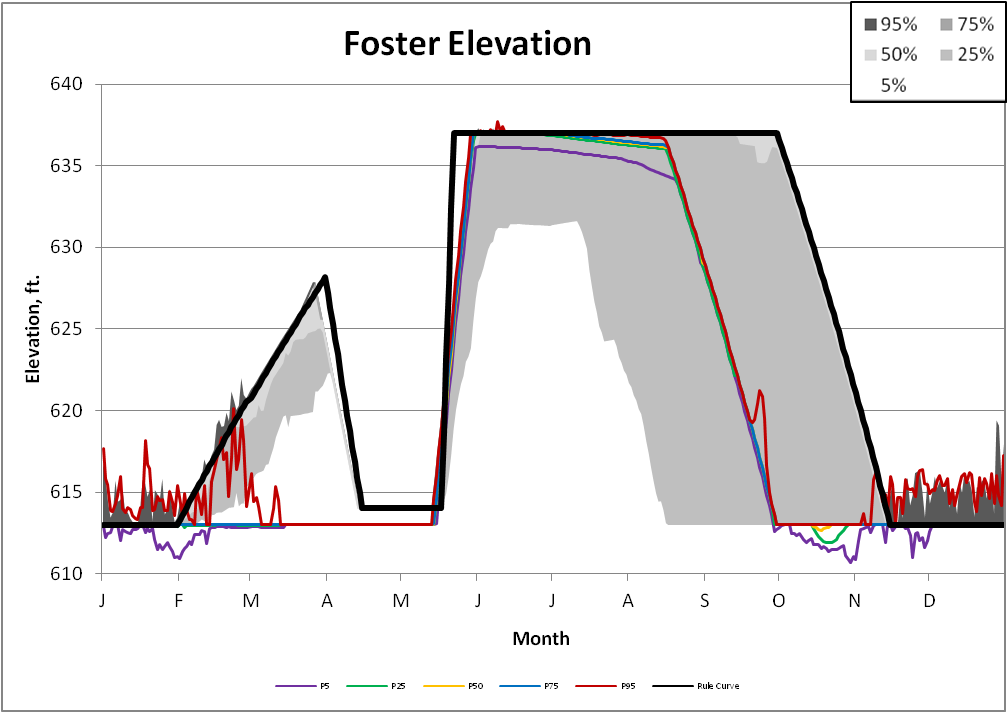 Foster Elevation
95% 75%
50% 25%
5%
640
635
630
625
620
615
610
Elevation, ft.
J F M A M J J A S O N D
Month
P5 P25 P50 P75 P95 Rule Curve